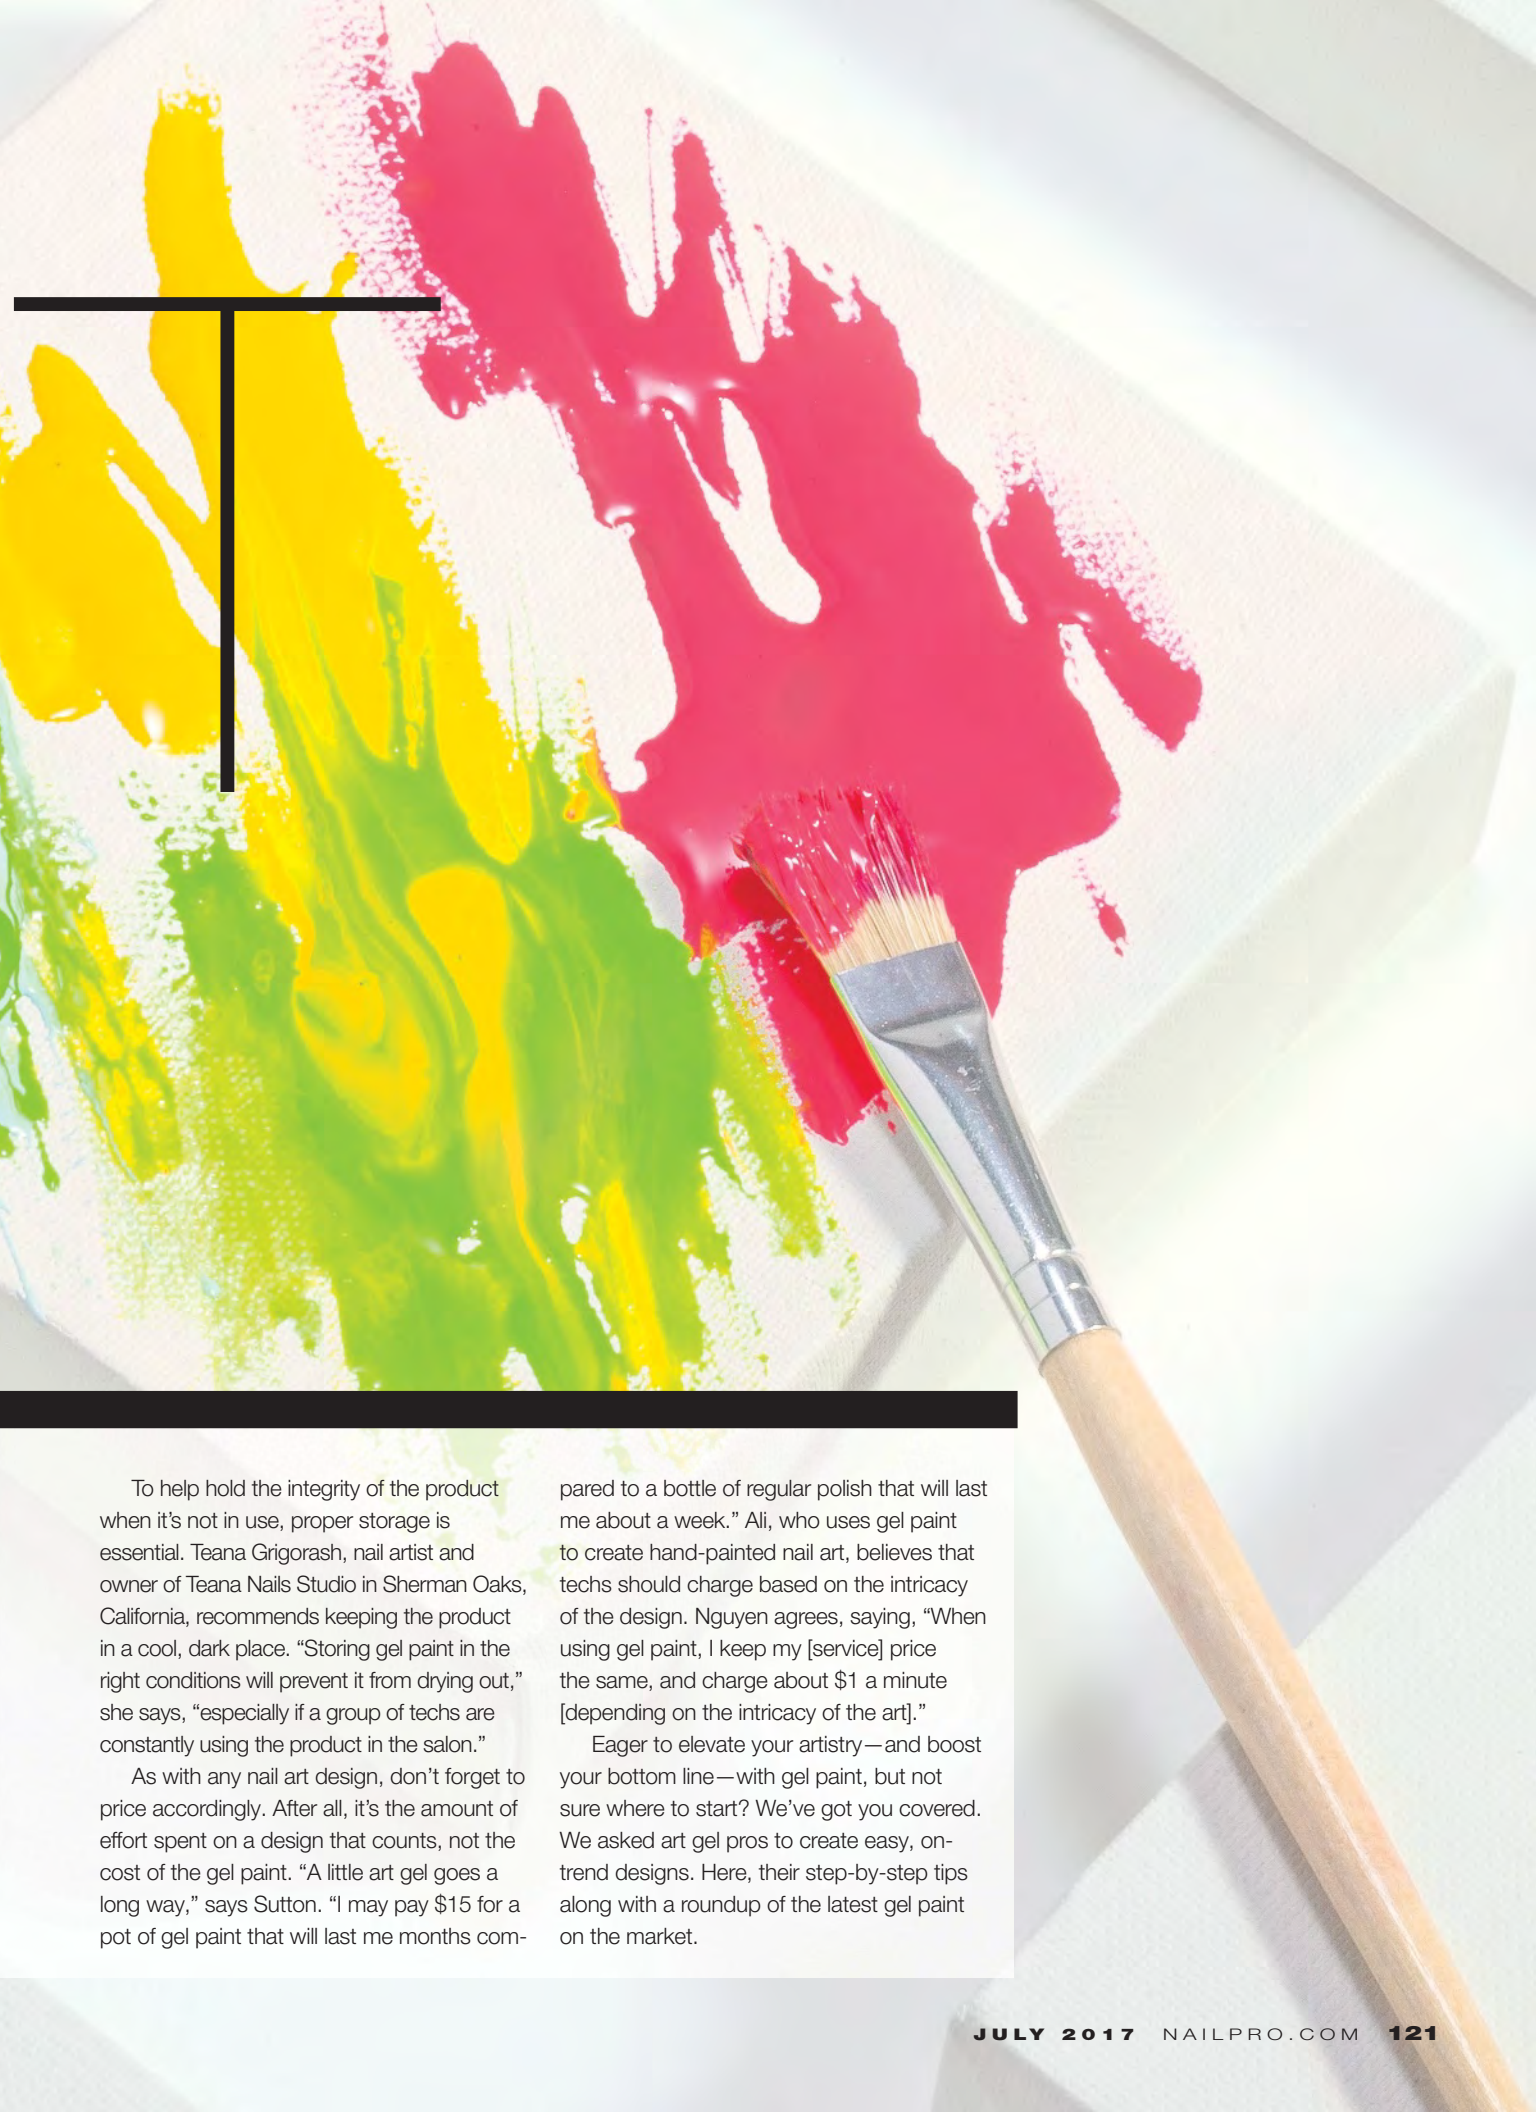 T
To help hold the integrity of the product
when it’s not in use, proper storage is
essential. Teana Grigorash, nail artist and
owner of Teana Nails Studio in Sherman Oaks,
California, recommends keeping the product
in a cool, dark place. “Storing gel paint in the
right conditions will prevent it from drying out,”
she says, “especially if a group of techs are
constantly using the product in the salon.”
As with any nail art design, don’t forget to
price accordingly. After all, it’s the amount of
effort spent on a design that counts, not the
cost of the gel paint. “A little art gel goes a
long way,” says Sutton. “I may pay $15 for a
pot of gel paint that will last me months com-
pared to a bottle of regular polish that will last
me about a week.” Ali, who uses gel paint
to create hand-painted nail art, believes that
techs should charge based on the intricacy
of the design. Nguyen agrees, saying, “When
using gel paint, I keep my [service] price
the same, and charge about $1 a minute
[depending on the intricacy of the art].”
Eager to elevate your artistry—and boost
your bottom line—with gel paint, but not
sure where to start? We’ve got you covered.
We asked art gel pros to create easy, on-
trend designs. Here, their step-by-step tips
along with a roundup of the latest gel paint
on the market.
JULY 2017 NAILPRO.COM 121